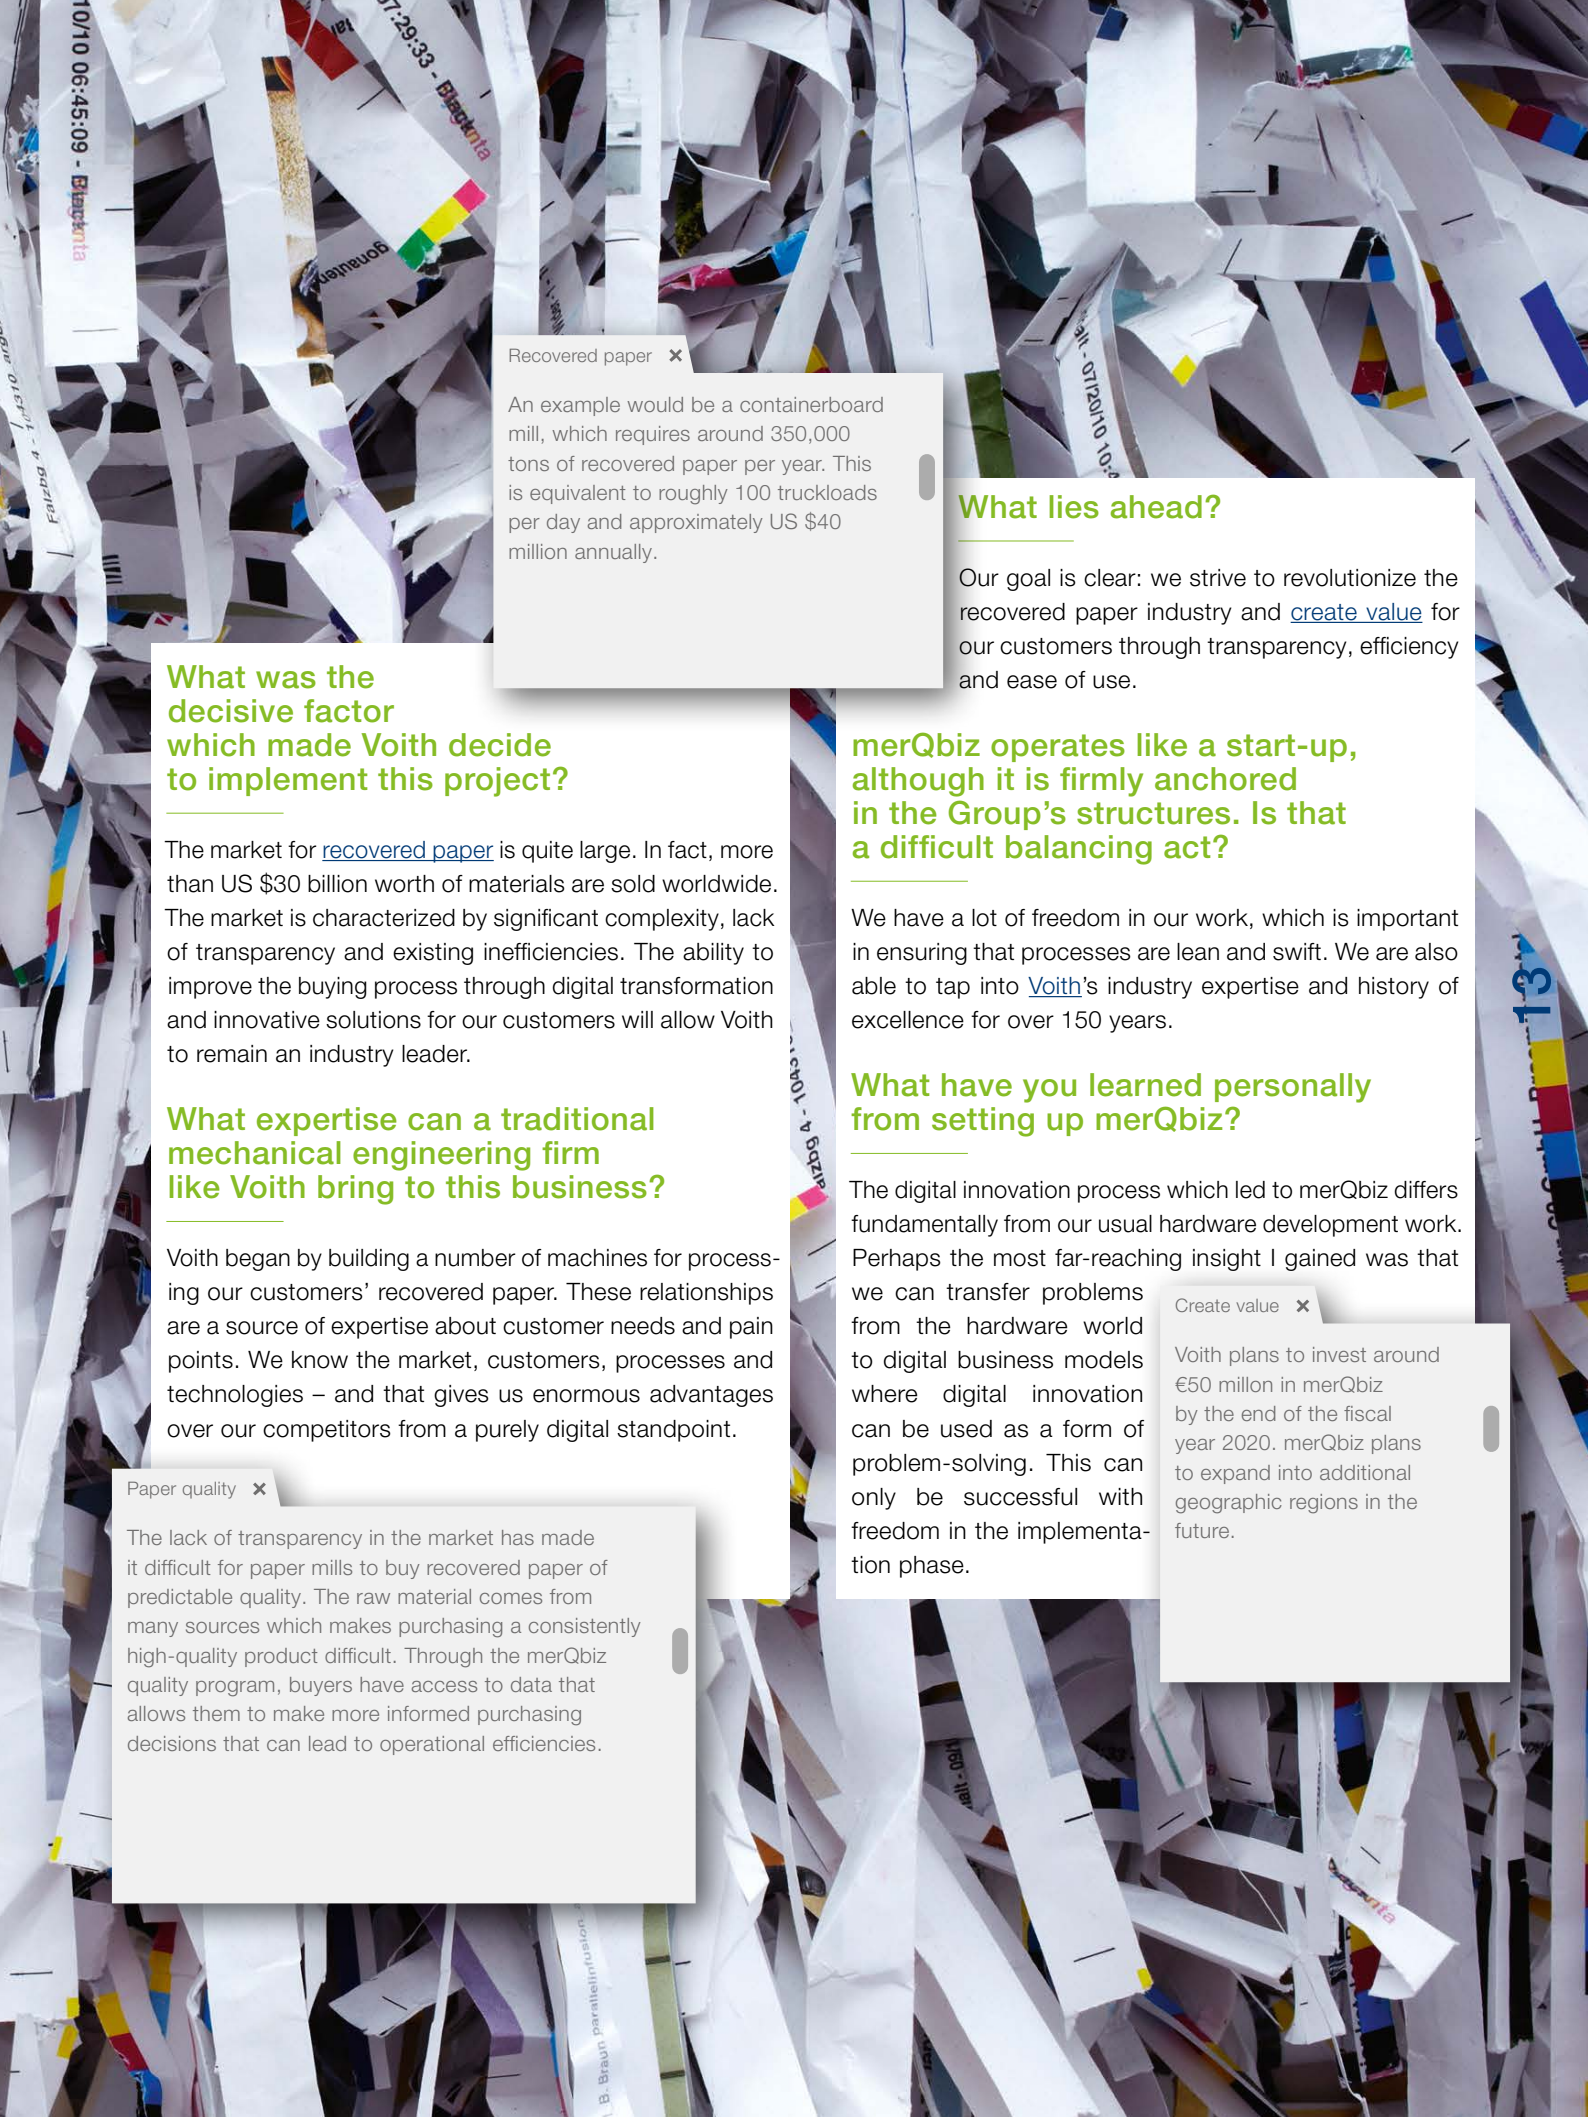 10/10 06:45:09 -
07:29:33 -
Recovered paper ×
An example would be a containerboard
mill, which requires around 350,000
tons of recovered paper per year. This
is equivalent to roughly 100 truckloads
per day and approximately US $40
million annually.
What was the
decisive factor
which made Voith decide
to implement this project?
The market for recovered paper is quite large. In fact, more
than US $30 billion worth of materials are sold worldwide.
The market is characterized by significant complexity, lack
of transparency and existing inefficiencies. The ability to
improve the buying process through digital transformation
and innovative solutions for our customers will allow Voith
to remain an industry leader.
What expertise can a traditional
mechanical engineering firm
like Voith bring to this business?
Voith began by building a number of machines for process-
ing our customers’ recovered paper. These relationships
are a source of expertise about customer needs and pain
points. We know the market, customers, processes and
technologies – and that gives us enormous advantages
over our competitors from a purely digital standpoint.
Paper quality ×
The lack of transparency in the market has made
it difficult for paper mills to buy recovered paper of
predictable quality. The raw material comes from
many sources which makes purchasing a consistently
high-quality product difficult. Through the merQbiz
quality program, buyers have access to data that
allows them to make more informed purchasing
decisions that can lead to operational efficiencies.
What lies ahead?
Our goal is clear: we strive to revolutionize the
recovered paper industry and create value for
our customers through transparency, efficiency
and ease of use.
merQbiz operates like a start-up,
although it is firmly anchored
in the Group’s structures. Is that
a difficult balancing act?
We have a lot of freedom in our work, which is important
in ensuring that processes are lean and swift. We are also
able to tap into Voith’s industry expertise and history of
excellence for over 150 years.
What have you learned personally
from setting up merQbiz?
The digital innovation process which led to merQbiz differs
fundamentally from our usual hardware development work.
Perhaps the most far-reaching insight I gained was that
we can transfer problems
from the hardware world
to digital business models
where digital innovation
can be used as a form of
problem-solving. This can
only be successful with
freedom in the implementa-
tion phase.
Create value ×
Voith plans to invest around
€50 millon in merQbiz
by the end of the fiscal
year 2020. merQbiz plans
to expand into additional
geographic regions in the
future.
13
Falzbg 4 -
alt - 07/20/10 10:4
B. Braun parallelinfusion